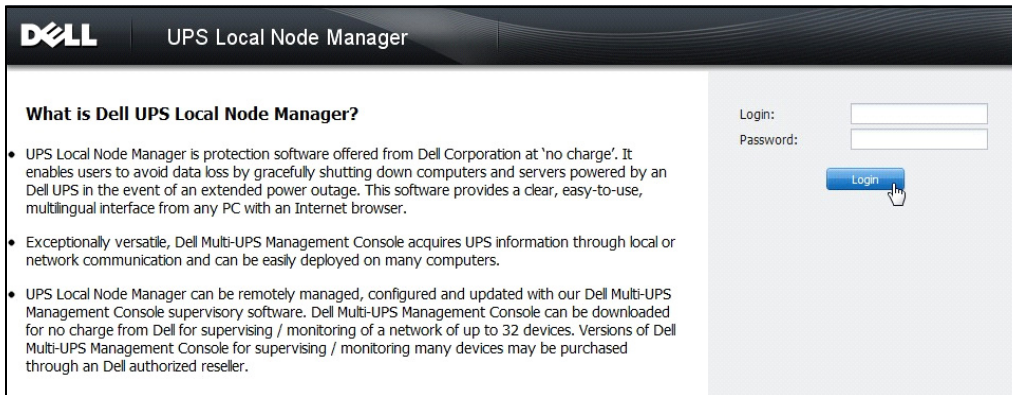 DELL
UPS Local Node Manager
What is Dell UPS Local Node Manager?
• UPS Local Node Manager is protection software offered from Dell Corporation at ‘no charge’. It
enables users to avoid data loss by gracefully shutting down computers and servers powered by an
Dell UPS in the event of an extended power outage. This software provides a clear, easy-to-use,
multilingual interface from any PC with an Internet browser.
• Exceptionally versatile, Dell Multi-UPS Management Console acquires UPS information through local or
network communication and can be easily deployed on many computers.
• UPS Local Node Manager can be remotely managed, configured and updated with our Dell Multi-UPS
Management Console supervisory software. Dell Multi-UPS Management Console can be downloaded
for no charge from Dell for supervising / monitoring of a network of up to 32 devices. Versions of Dell
Multi-UPS Management Console for supervising / monitoring many devices may be purchased
through an Dell authorized reseller.
Login:
Password:
Login